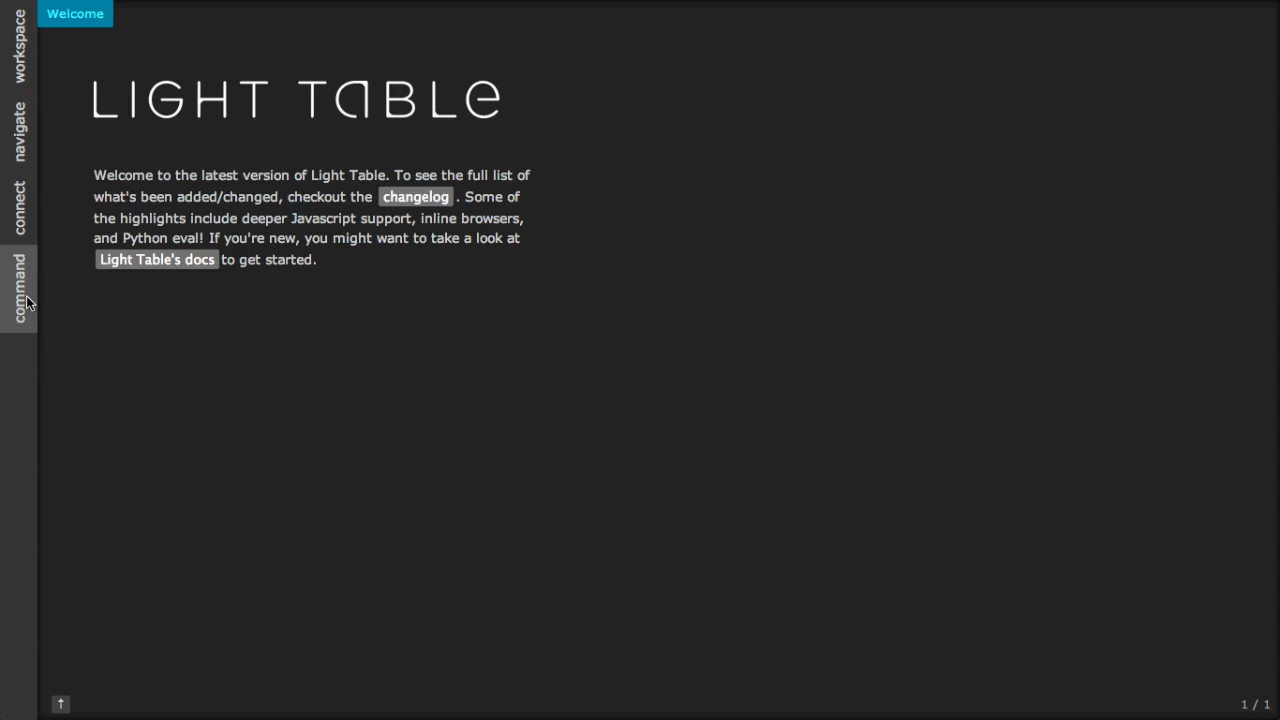 Welcome
workspace
navigate
connect
command
LIGHT TABLE
Welcome to the latest version of Light Table. To see the full list of
what's been added/changed, checkout the changelog . Some of
the highlights include deeper Javascript support, inline browsers,
and Python eval! If you're new, you might want to take a look at
Light Table's docs to get started.
↑
1 / 1